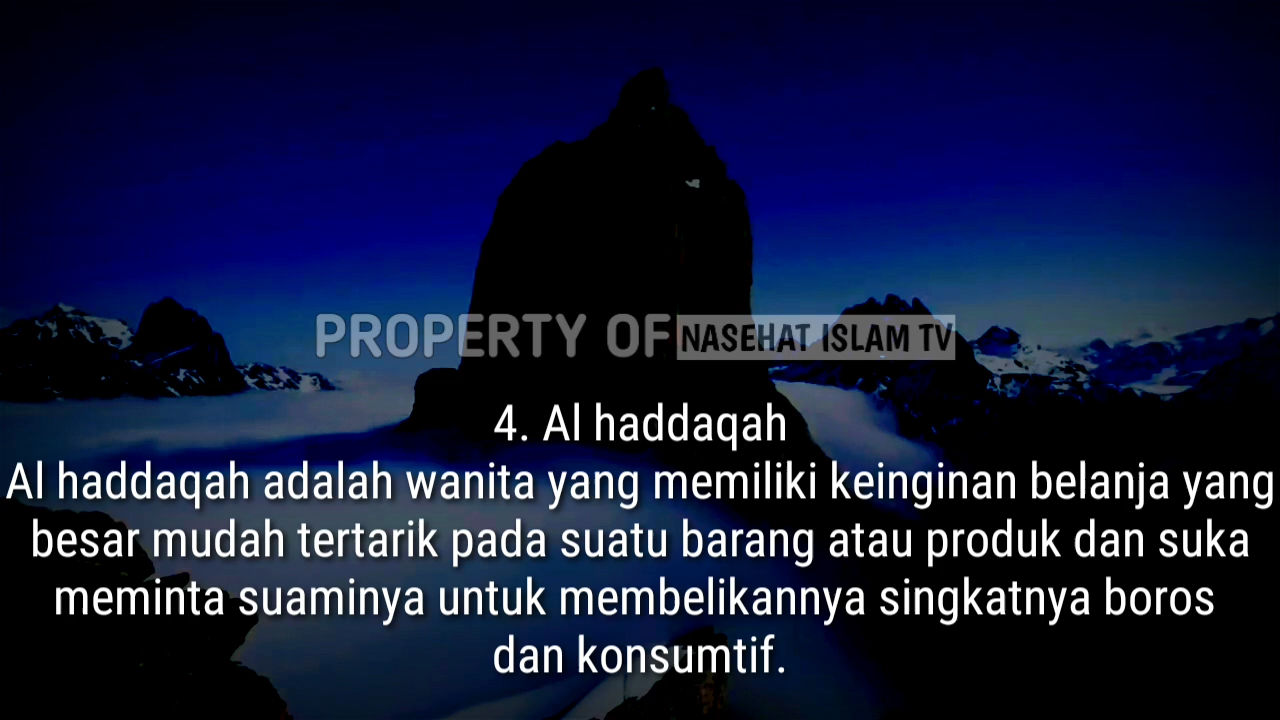 PROPERTY OF NASEHAT ISLAM TV
4. Al haddaqah
Al haddaqah adalah wanita yang memiliki keinginan belanja yang
besar mudah tertarik pada suatu barang atau produk dan suka
meminta suaminya untuk membelikannya singkatnya boros
dan konsumtif.